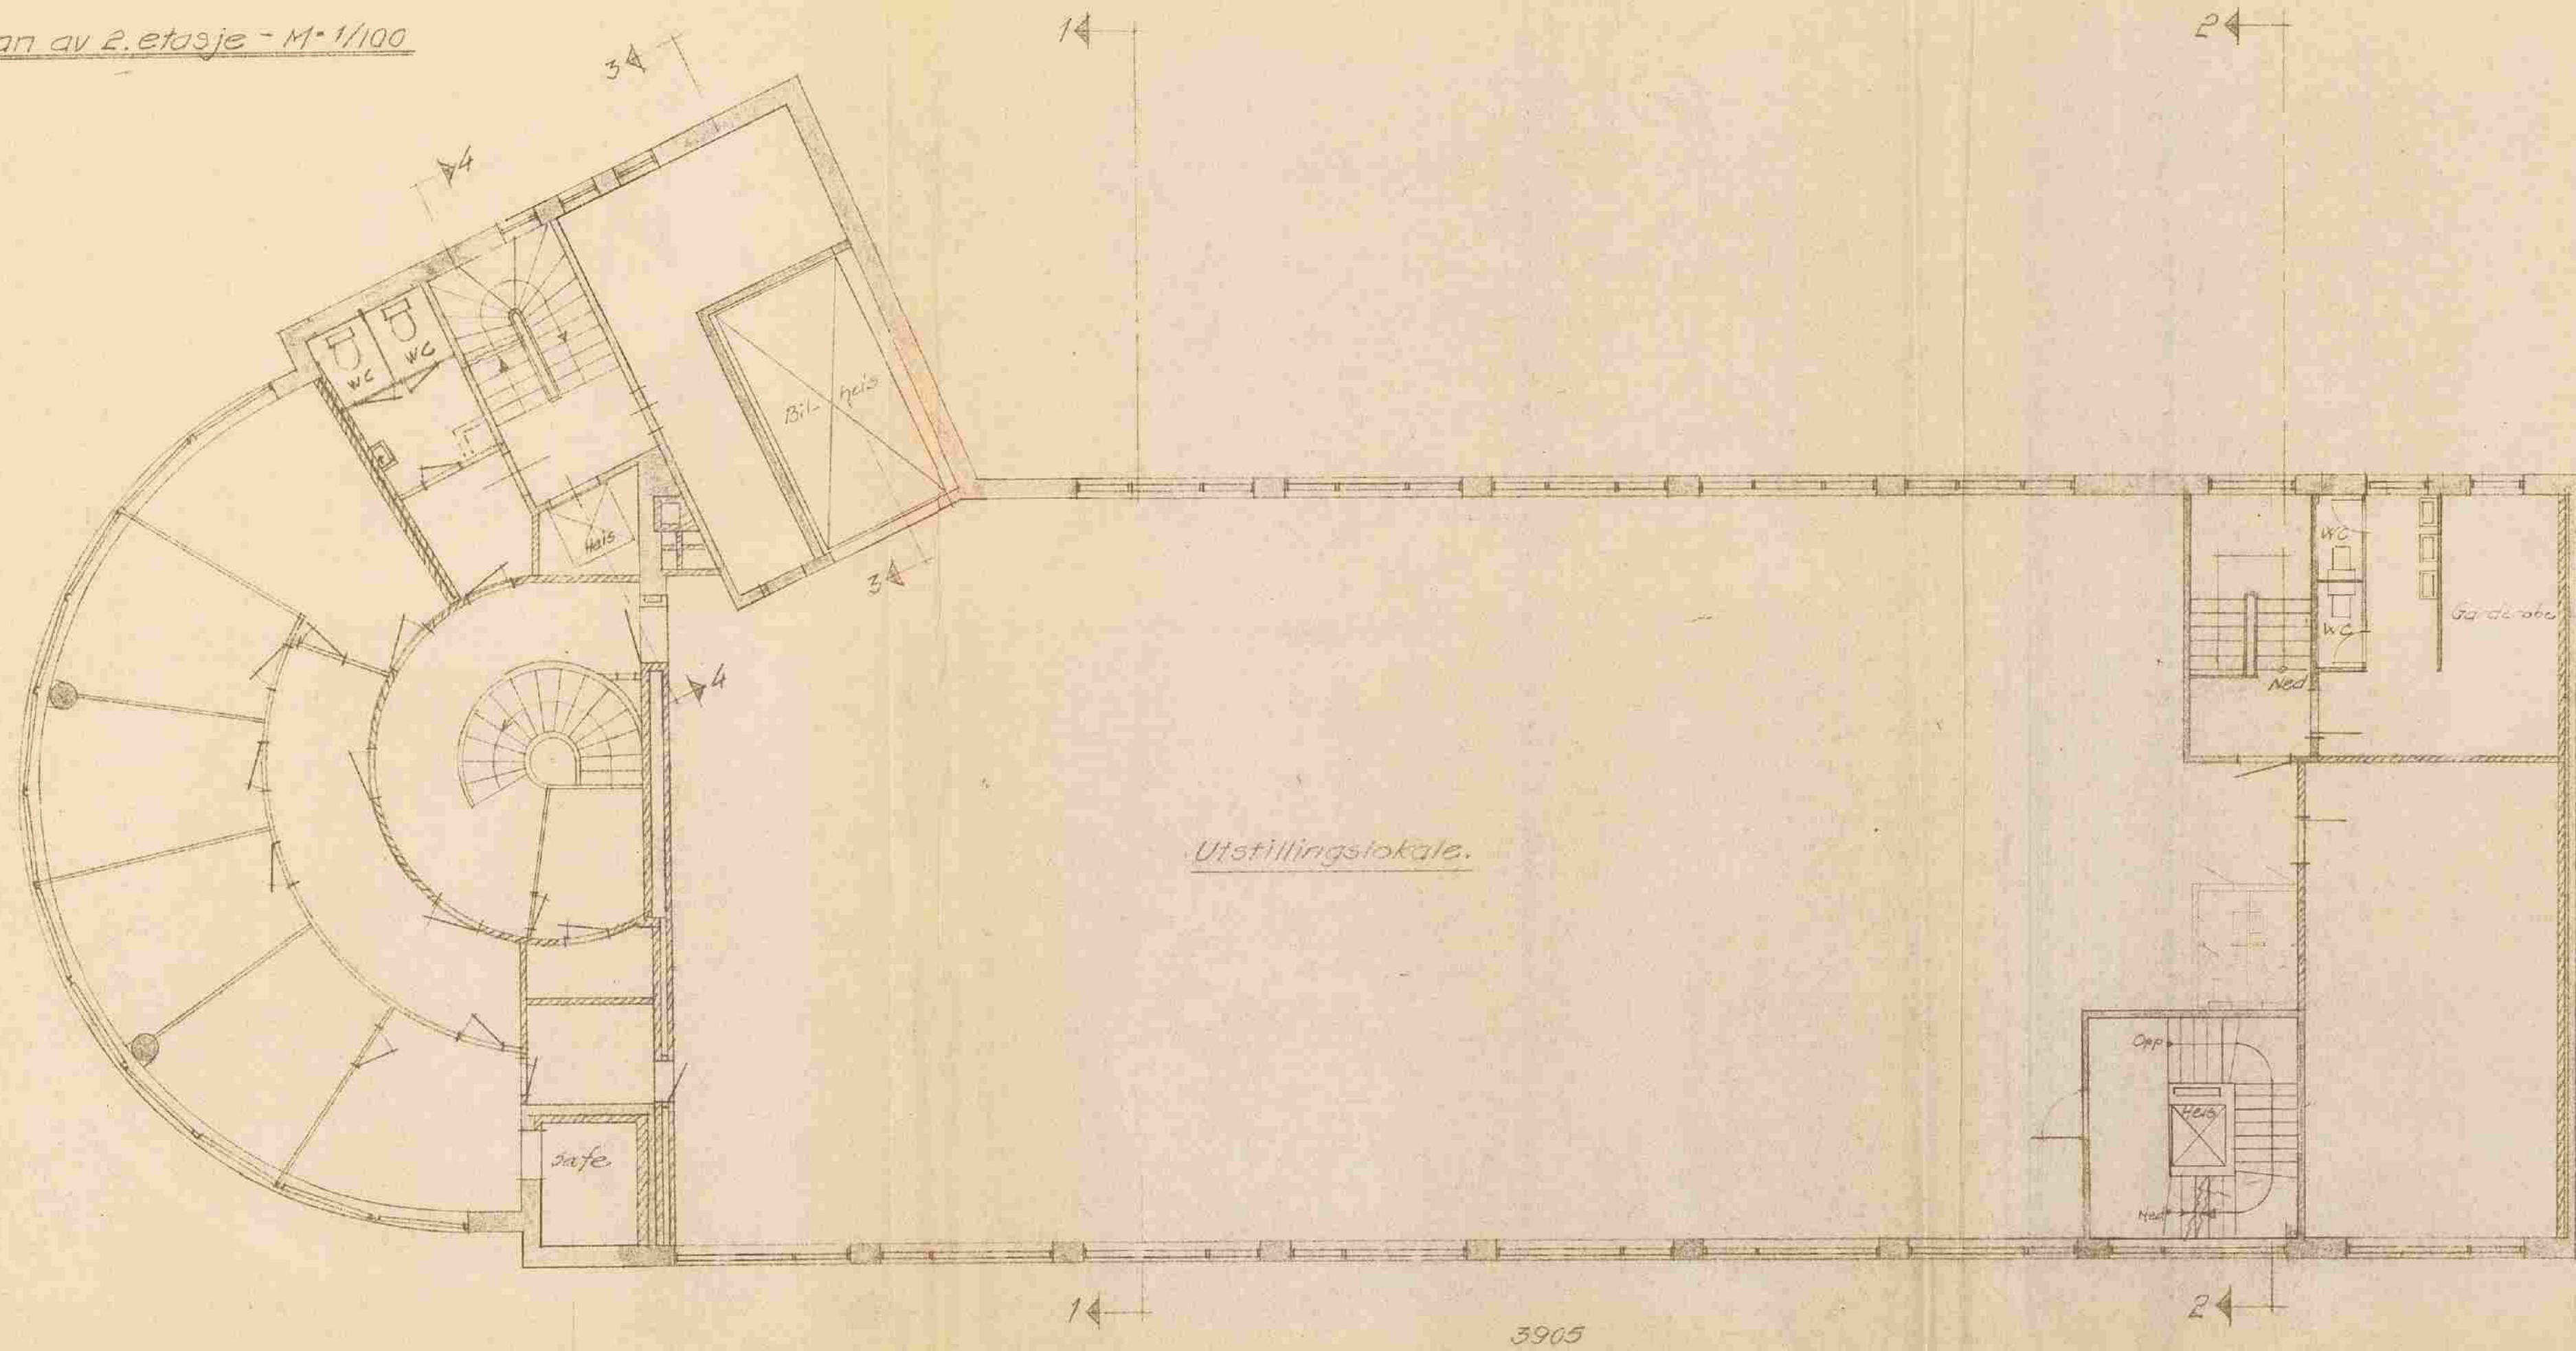 an av 2. etasje - M= 1/100
1
2
3
4
WC
WC
Bil-heis
Heis
3
4
WC
WC
Garderobe
Ned
Utstillingslokale.
Opp
Heis
Ned
Safe
1
2
3905